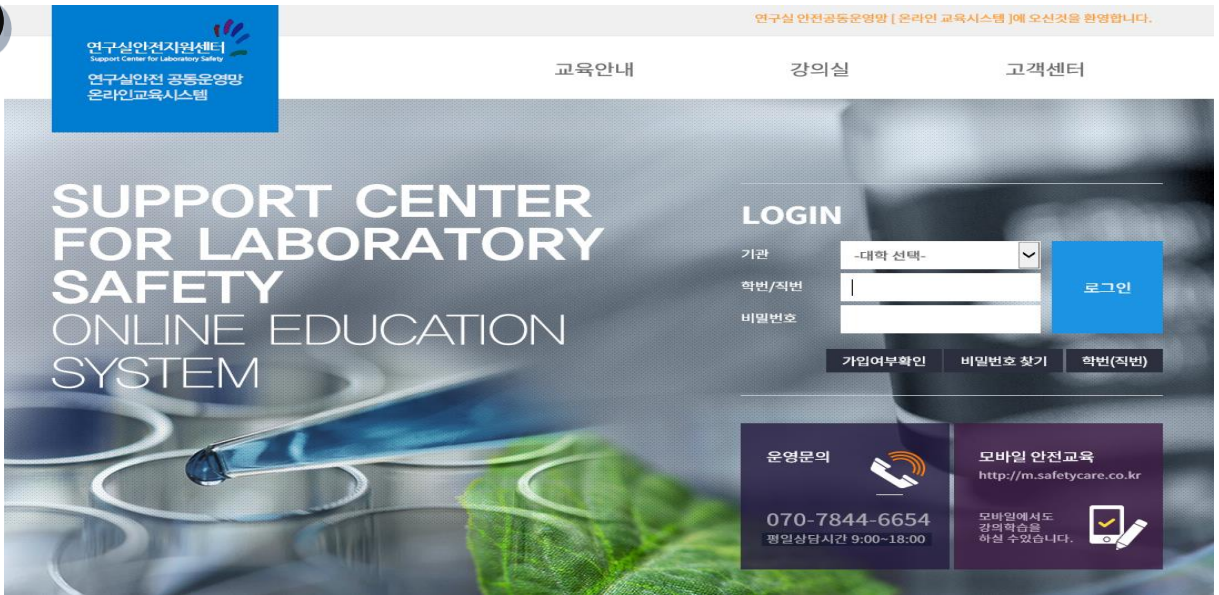 연구실 안전공동운영망 [ 온라인 교육시스템 ]에 오신것을 환영합니다.
연구실안전지원센터
Support Center for Laboratory Safety
연구실안전 공동운영망
온라인교육시스템
교육안내 강의실 고객센터
SUPPORT CENTER
FOR LABORATORY
SAFETY
ONLINE EDUCATION
SYSTEM
LOGIN
기관 -대학 선택-
학번/직번
비밀번호
로그인
가입여부확인 비밀번호 찾기 학번(직번)
운영문의
070-7844-6654
평일상담시간 9:00~18:00
모바일 안전교육
http://m.safetycare.co.kr
모바일에서도
강의학습을
하실 수있습니다.